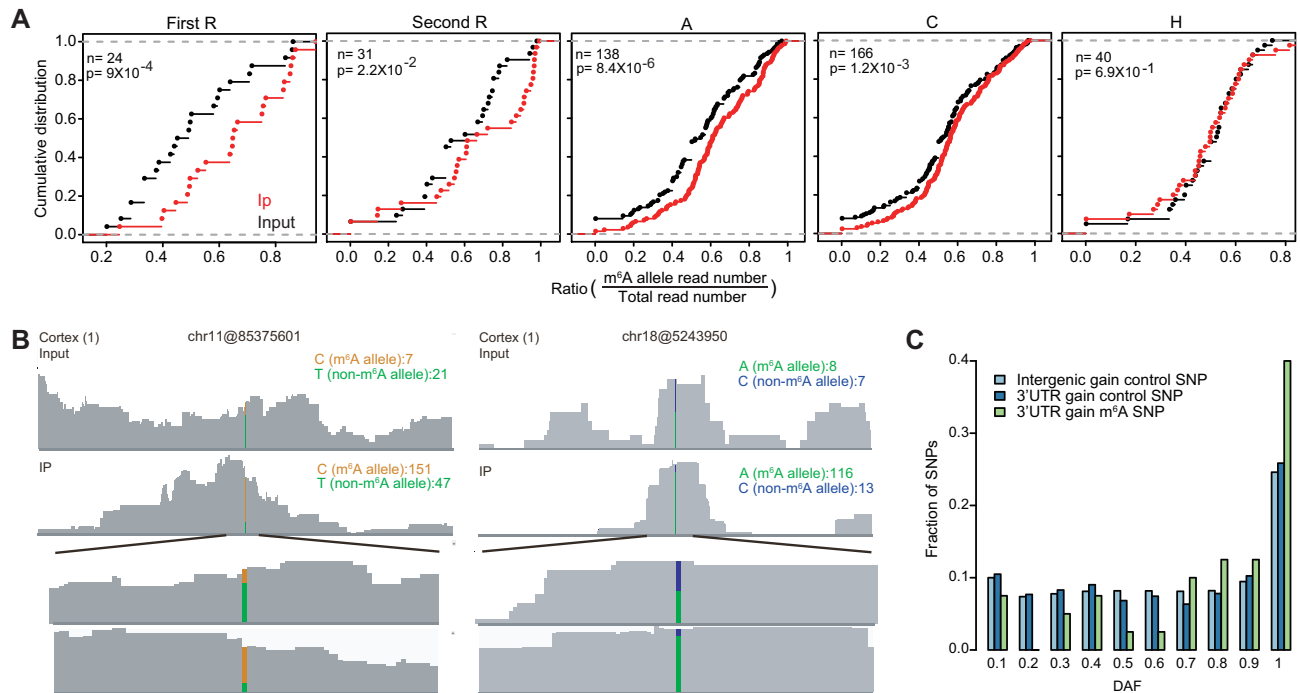 A
First R
Second R
A
C
H
Cumulative distribution
1.0
0.8
0.6
0.4
0.2
0.0
n= 24
p= 9X10⁻⁴
Ip
Input
n= 31
p= 2.2X10⁻²
n= 138
p= 8.4X10⁻⁶
n= 166
p= 1.2X10⁻³
n= 40
p= 6.9X10⁻¹
0.2 0.4 0.6 0.8
0.0 0.2 0.4 0.6 0.8 1
0.0 0.2 0.4 0.6 0.8 1
0.0 0.2 0.4 0.6 0.8 1
0.0 0.2 0.4 0.6 0.8
Ratio ( m⁶A allele read number / Total read number )
B
Cortex (1)
Input
chr11@85375601
C (m⁶A allele):7
T (non-m⁶A allele):21
IP
C (m⁶A allele):151
T (non-m⁶A allele):47
Cortex (1)
Input
chr18@5243950
A (m⁶A allele):8
C (non-m⁶A allele):7
IP
A (m⁶A allele):116
C (non-m⁶A allele):13
C
Fraction of SNPs
0.4
0.3
0.2
0.1
0.0
Intergenic gain control SNP
3'UTR gain control SNP
3'UTR gain m⁶A SNP
0.1 0.2 0.3 0.4 0.5 0.6 0.7 0.8 0.9 1
DAF